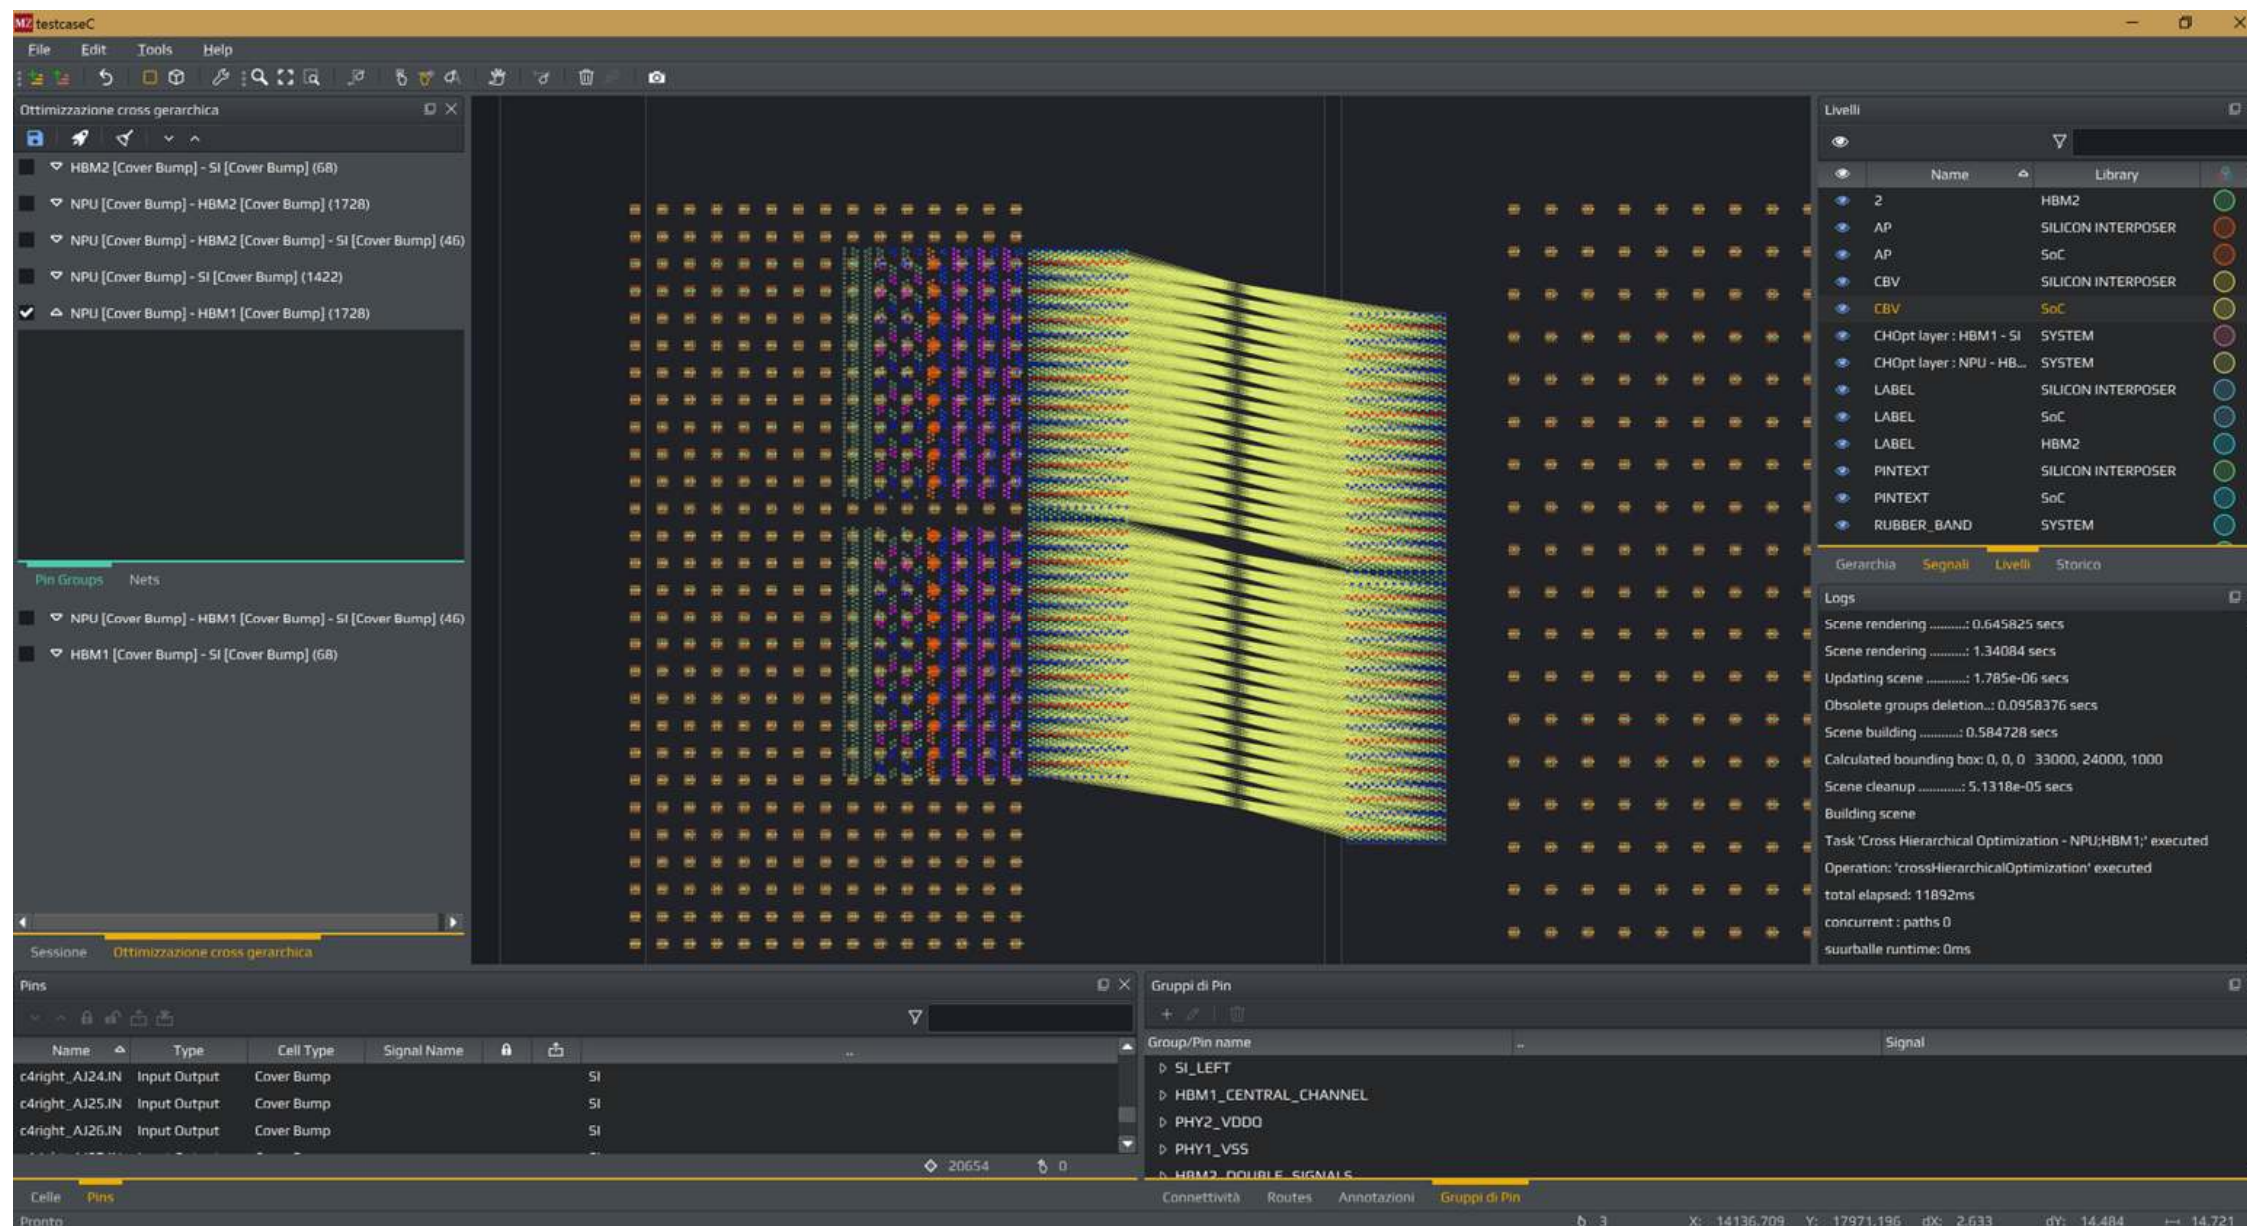 testcaseC
File Edit Tools Help
Ottimizzazione cross gerarchica
HBM2 [Cover Bump] - SI [Cover Bump] (68)
NPU [Cover Bump] - HBM2 [Cover Bump] (1728)
NPU [Cover Bump] - HBM2 [Cover Bump] - SI [Cover Bump] (46)
NPU [Cover Bump] - SI [Cover Bump] (1422)
NPU [Cover Bump] - HBM1 [Cover Bump] (1728)
Pin Groups Nets
NPU [Cover Bump] - HBM1 [Cover Bump] - SI [Cover Bump] (46)
HBM1 [Cover Bump] - SI [Cover Bump] (68)
Sessione Ottimizzazione cross gerarchica
Livelli
Name Library
2 HBM2
AP SILICON INTERPOSER
AP SoC
CBV SILICON INTERPOSER
CBV SoC
CHOpt layer : HBM1 - SI SYSTEM
CHOpt layer : NPU - HB... SYSTEM
LABEL SILICON INTERPOSER
LABEL SoC
LABEL HBM2
PINTEXT SILICON INTERPOSER
PINTEXT SoC
RUBBER_BAND SYSTEM
Gerarchia Segnali Livelli Storico
Logs
Scene rendering ..........: 0.645825 secs
Scene rendering ..........: 1.34084 secs
Updating scene ............: 1.785e-06 secs
Obsolete groups deletion..: 0.0958376 secs
Scene building ...........: 0.584728 secs
Calculated bounding box: 0, 0, 0 33000, 24000, 1000
Scene cleanup .............: 5.1318e-05 secs
Building scene
Task 'Cross Hierarchical Optimization - NPU;HBM1;' executed
Operation: 'crossHierarchicalOptimization' executed
total elapsed: 11892ms
concurrent : paths 0
suurballe runtime: 0ms
Pins
Name Type Cell Type Signal Name ..
c4right_AJ24.IN Input Output Cover Bump SI
c4right_AJ25.IN Input Output Cover Bump SI
c4right_AJ26.IN Input Output Cover Bump SI
20654 0
Celle Pins
Gruppi di Pin
Group/Pin name .. Signal
SI_LEFT
HBM1_CENTRAL_CHANNEL
PHY2_VDDQ
PHY1_VSS
HBM2_DOUBLE_SIGNALS
Connettività Routes Annotazioni Gruppi di Pin
Pronto 3 X: 14136.709 Y: 17971.196 dX: 2.633 dY: 14.484 14.721